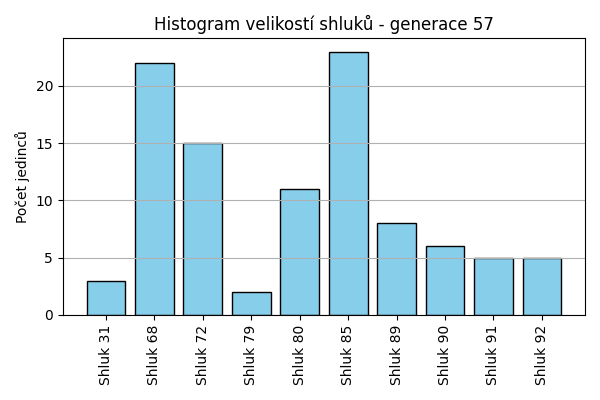 Histogram velikostí shluků - generace 57
Počet jedinců
20
15
10
5
0
Shluk 31
Shluk 68
Shluk 72
Shluk 79
Shluk 80
Shluk 85
Shluk 89
Shluk 90
Shluk 91
Shluk 92